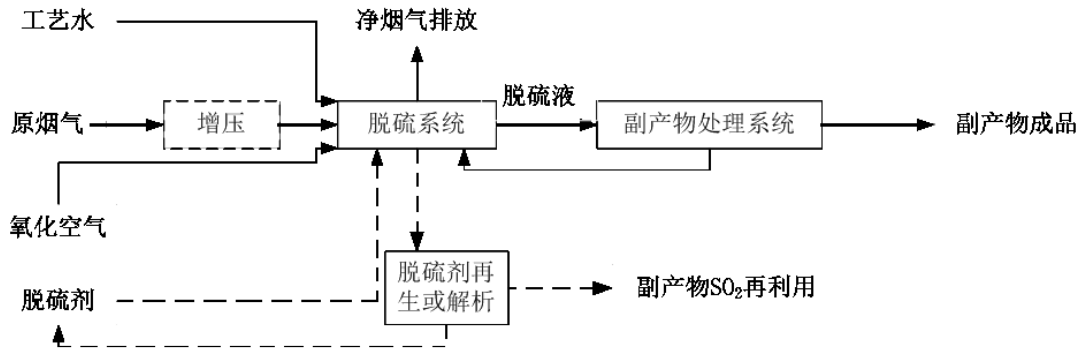 工艺水
净烟气排放
脱硫液
原烟气
增压
脱硫系统
副产物处理系统
副产物成品
氧化空气
脱硫剂再
生或解析
脱硫剂
副产物SO₂再利用